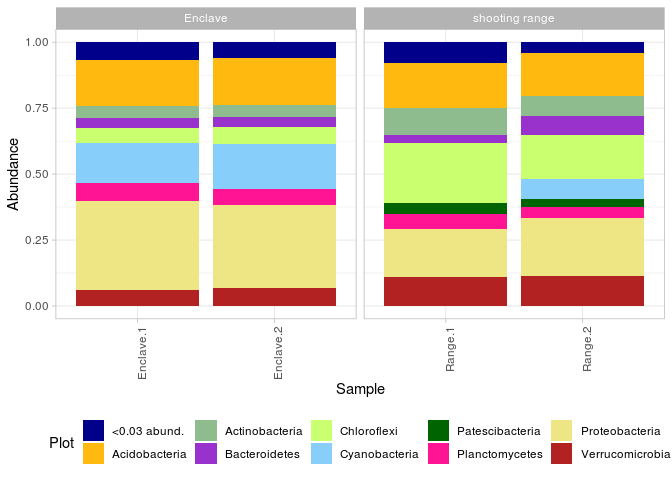 Enclave shooting range
1.00
0.75
0.50
0.25
0.00
Abundance
Enclave.1 Enclave.2 Range.1 Range.2
Sample
Plot
<0.03 abund. Actinobacteria Chloroflexi Patescibacteria Proteobacteria
Acidobacteria Bacteroidetes Cyanobacteria Planctomycetes Verrucomicrobia